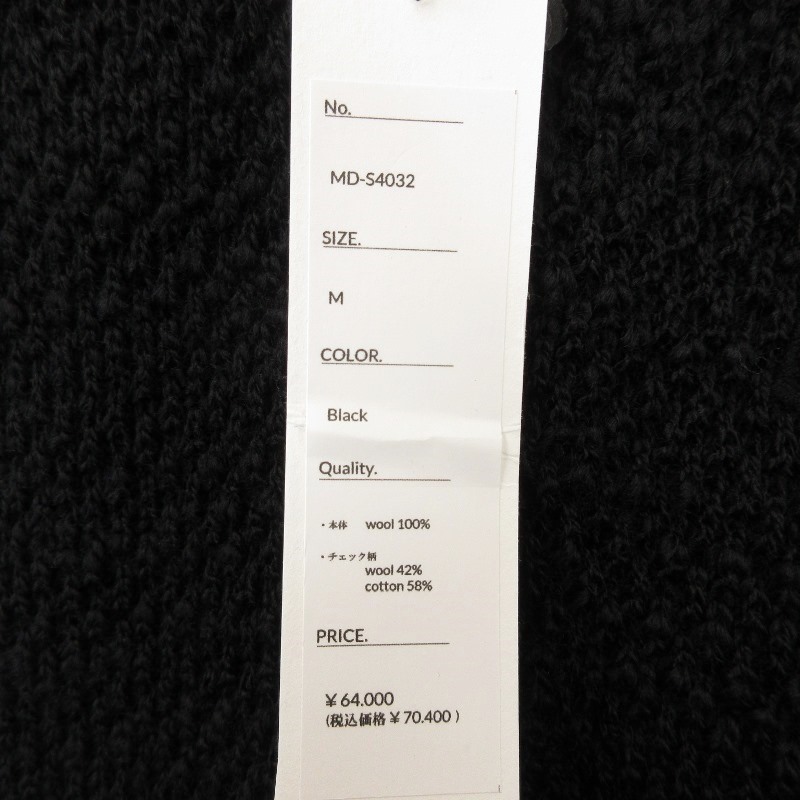 No.
MD-S4032
SIZE.
M
COLOR.
Black
Quality.
・本体 wool 100%
・チェック柄
wool 42%
cotton 58%
PRICE.
￥64.000
(税込価格￥70.400 )